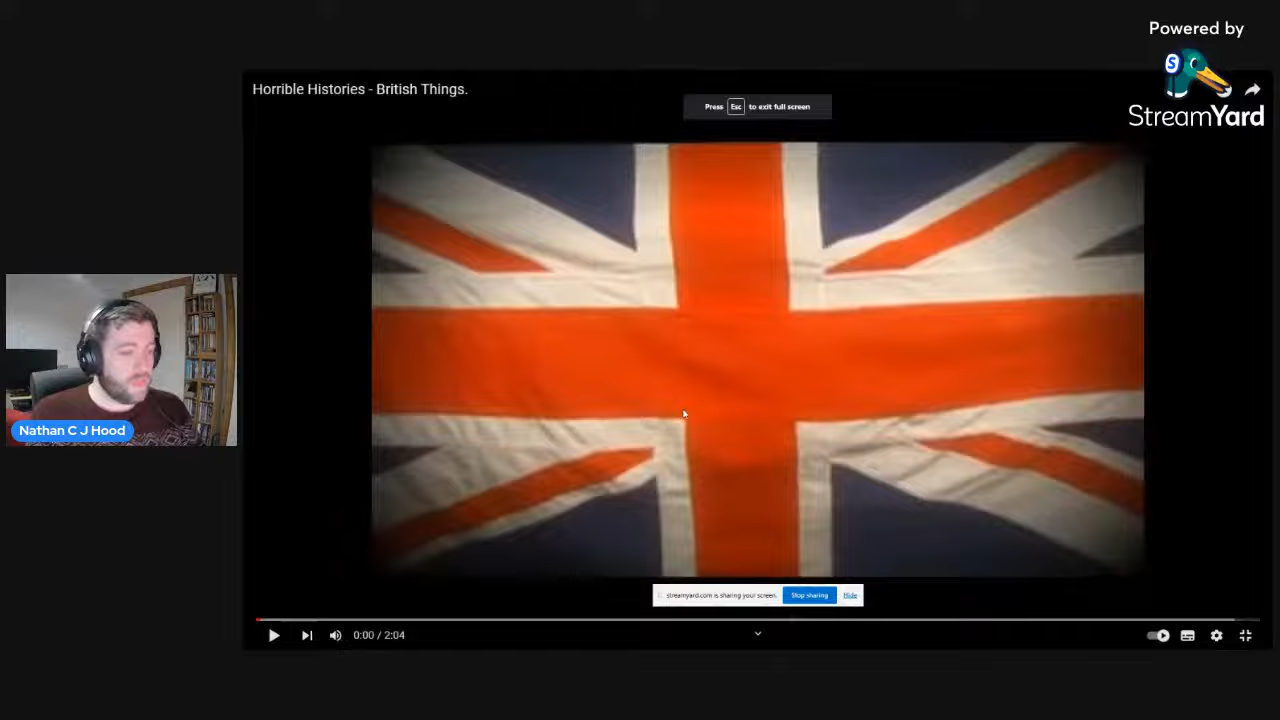 Powered by
StreamYard
Horrible Histories - British Things.
Press Esc to exit full screen
Nathan C J Hood
streamyard.com is sharing your screen. Stop sharing Hide
0:00 / 2:04